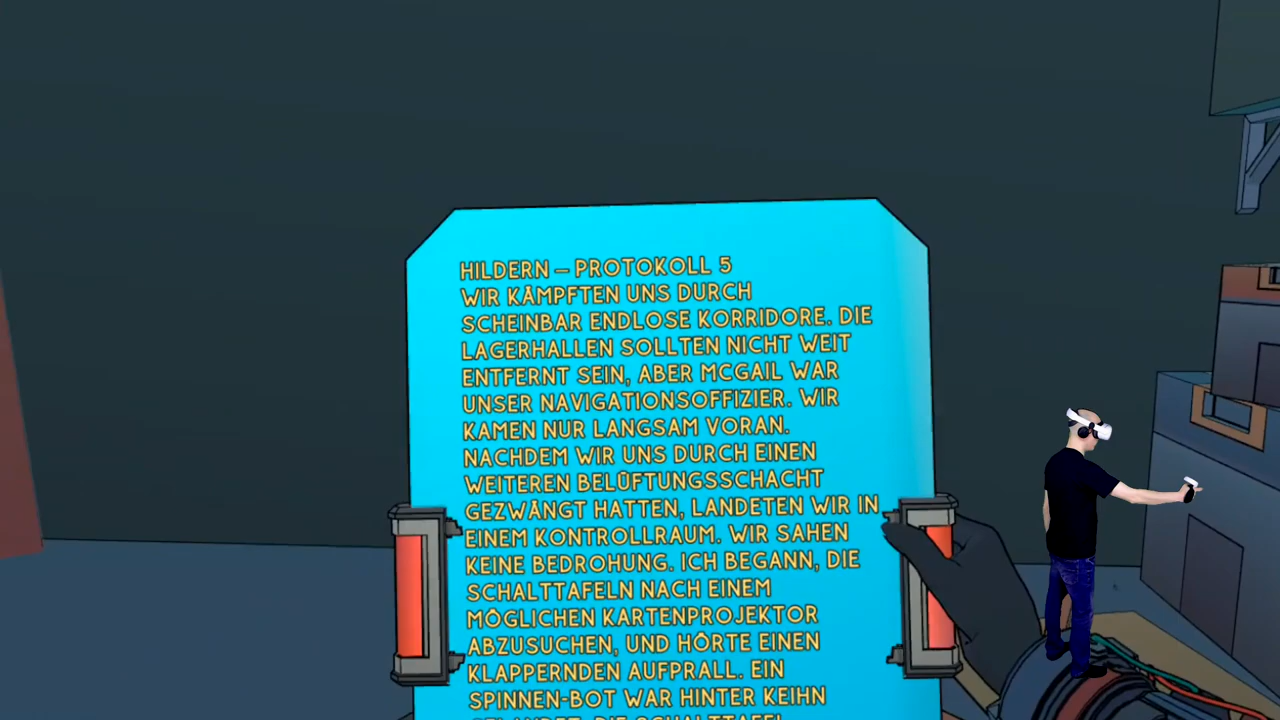 HILDERN – PROTOKOLL 5
WIR KÄMPFTEN UNS DURCH
SCHEINBAR ENDLOSE KORRIDORE. DIE
LAGERHALLEN SOLLTEN NICHT WEIT
ENTFERNT SEIN, ABER MCGAIL WAR
UNSER NAVIGATIONSOFFIZIER. WIR
KAMEN NUR LANGSAM VORAN.
NACHDEM WIR UNS DURCH EINEN
WEITEREN BELÜFTUNGSSCHACHT
GEZWÄNGT HATTEN, LANDETEN WIR IN
EINEM KONTROLLRAUM. WIR SAHEN
KEINE BEDROHUNG. ICH BEGANN, DIE
SCHALTTAFELN NACH EINEM
MÖGLICHEN KARTENPROJEKTOR
ABZUSUCHEN, UND HÖRTE EINEN
KLAPPERNDEN AUFPRALL. EIN
SPINNEN-BOT WAR HINTER KEIHN